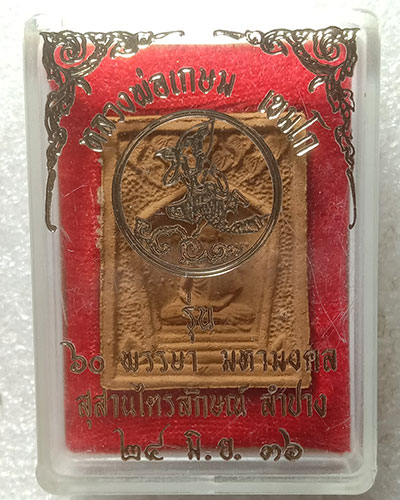 หลวงพ่อเกษม เขมโก
รุ่น
๖๐ พรรษา มหามงคล
สุสานไตรลักษณ์ ลำปาง
๒๘ มิ.ย. ๓๖